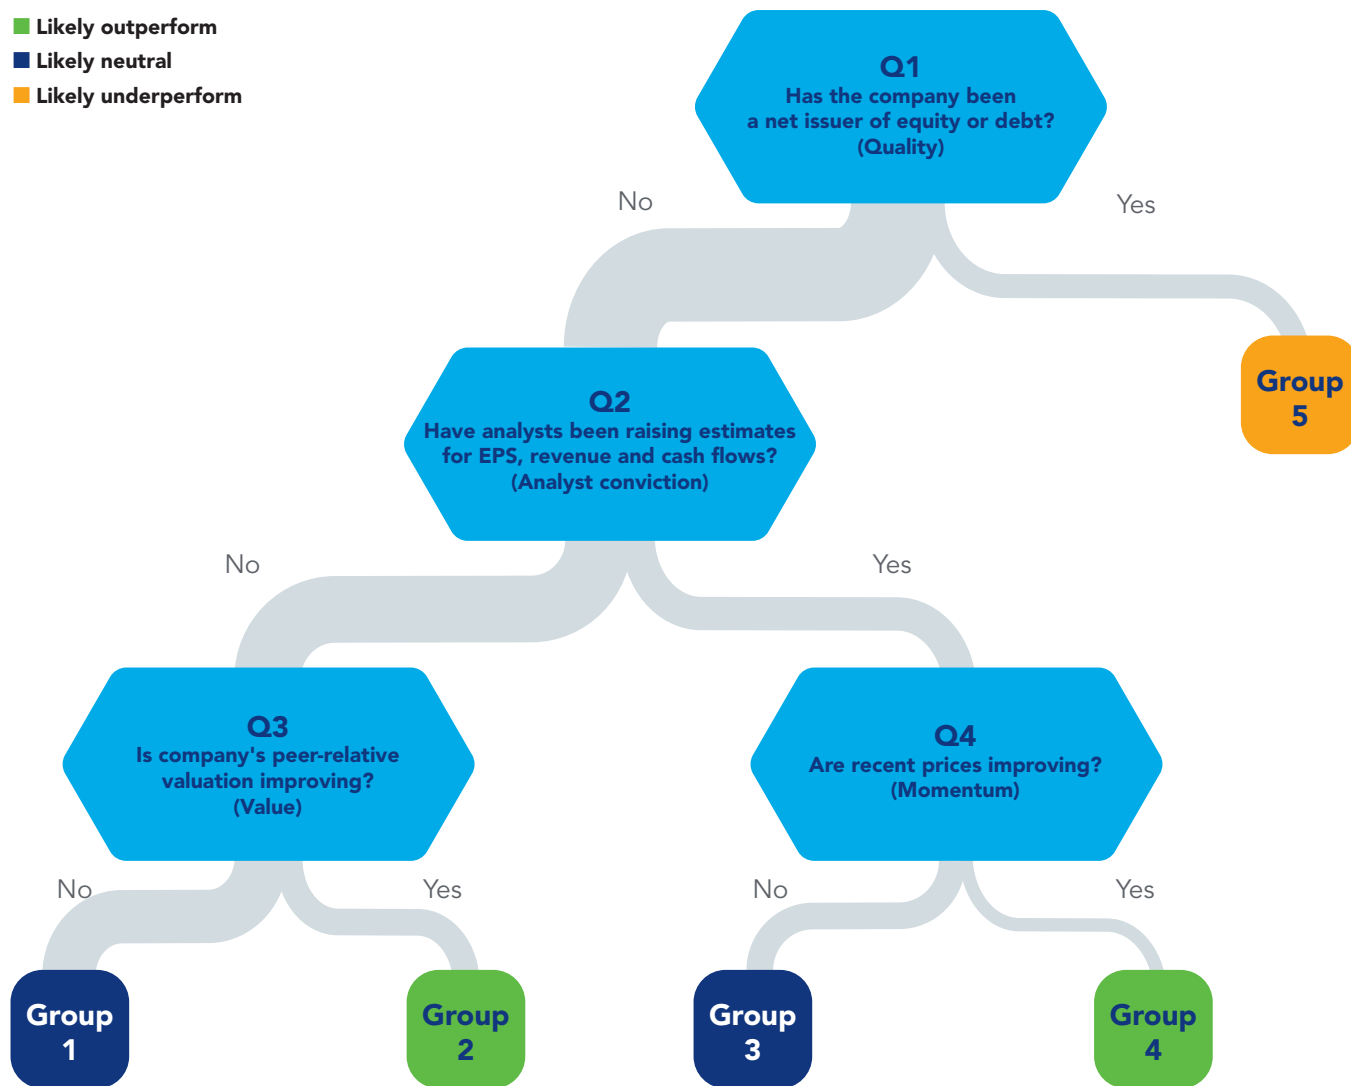 Likely outperform
Likely neutral
Likely underperform
Q1
Has the company been
a net issuer of equity or debt?
(Quality)
No
Yes
Q2
Have analysts been raising estimates
for EPS, revenue and cash flows?
(Analyst conviction)
Group
5
No
Yes
Q3
Is company's peer-relative
valuation improving?
(Value)
Q4
Are recent prices improving?
(Momentum)
No
Yes
No
Yes
Group
1
Group
2
Group
3
Group
4